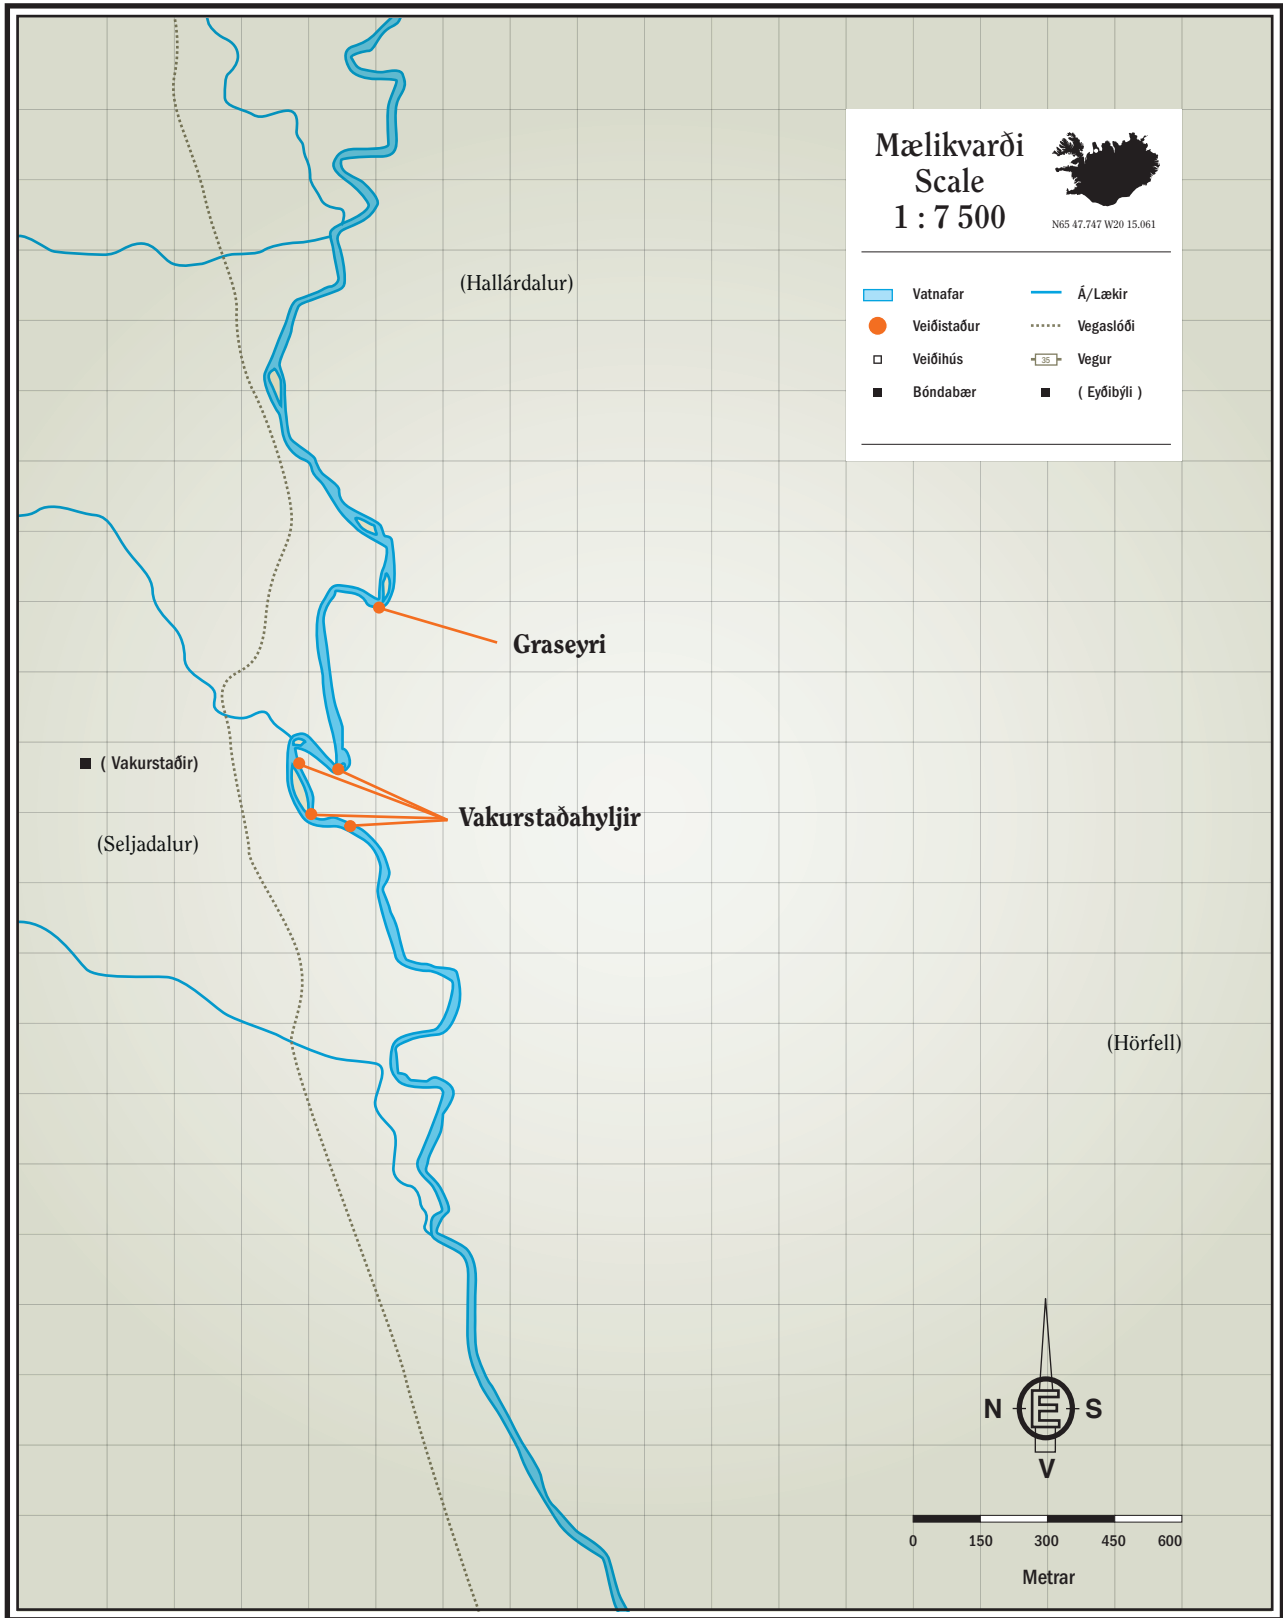 Mælikvarði
Scale
1 : 7 500
N65 47.747 W20 15.061
Vatnafar
Á/Lækir
Veiðistaður
Vegaslóði
Veiðihús
35
Vegur
Bóndabær
( Eyðibýli )
(Hallárdalur)
Graseyri
( Vakurstaðir)
Vakurstaðahyljir
(Seljadalur)
(Hörfell)
N E S
V
0 150 300 450 600
Metrar